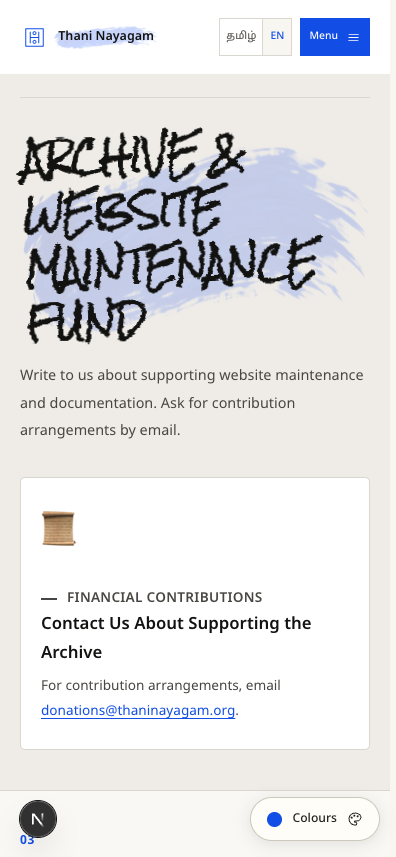 Thani Nayagam
தமிழ்
EN
Menu
ARCHIVE &
WEBSITE
MAINTENANCE
FUND
Write to us about supporting website maintenance
and documentation. Ask for contribution
arrangements by email.
FINANCIAL CONTRIBUTIONS
Contact Us About Supporting the
Archive
For contribution arrangements, email
donations@thaninayagam.org.
N
Colours
03